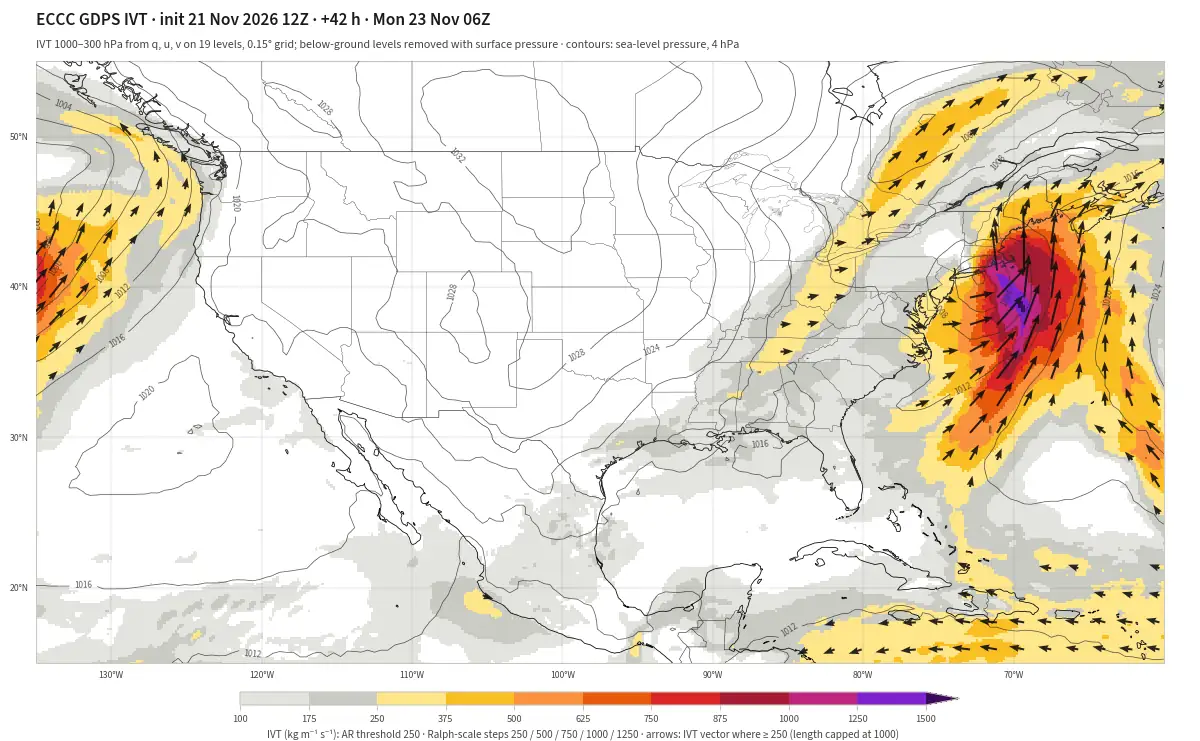 ECCC GDPS IVT · init 21 Nov 2026 12Z · +42 h · Mon 23 Nov 06Z
IVT 1000–300 hPa from q, u, v on 19 levels, 0.15° grid; below-ground levels removed with surface pressure · contours: sea-level pressure, 4 hPa
1004
1028
1032
1020
1008
1012
1016
1020
1028
1028
1024
1016
1012
1016
1024
1016
1012
1012
50°N
40°N
30°N
20°N
130°W
120°W
110°W
100°W
90°W
80°W
70°W
100
175
250
375
500
625
750
875
1000
1250
1500
IVT (kg m⁻¹ s⁻¹): AR threshold 250 · Ralph-scale steps 250 / 500 / 750 / 1000 / 1250 · arrows: IVT vector where ≥ 250 (length capped at 1000)